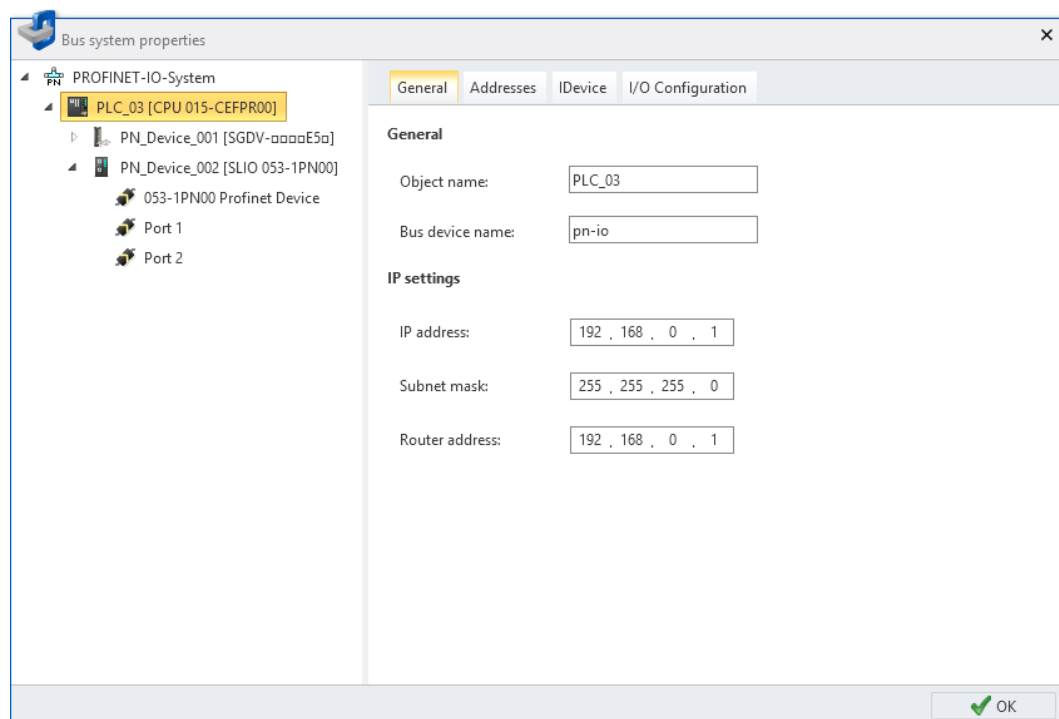 Bus system properties
PROFINET-IO-System
PLC_03 [CPU 015-CEFPR00]
PN_Device_001 [SGDV-□□□□E5□]
PN_Device_002 [SLIO 053-1PN00]
053-1PN00 Profinet Device
Port 1
Port 2
General Addresses IDevice I/O Configuration
General
Object name: PLC_03
Bus device name: pn-io
IP settings
IP address: 192 . 168 . 0 . 1
Subnet mask: 255 . 255 . 255 . 0
Router address: 192 . 168 . 0 . 1
OK
PN